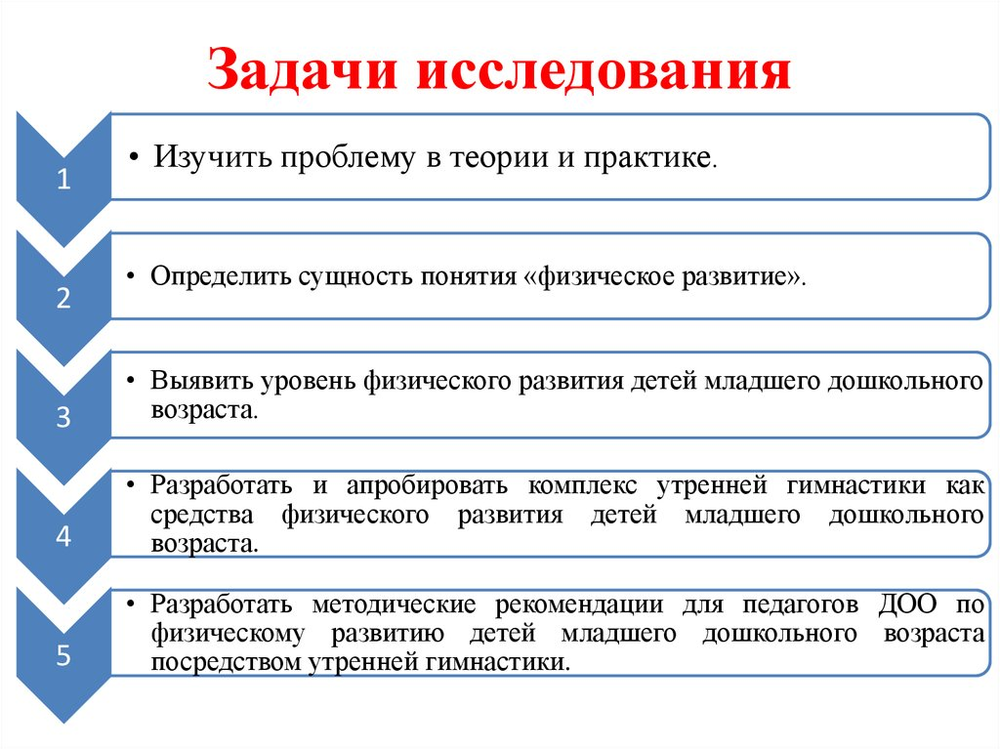 Задачи исследования
1
• Изучить проблему в теории и практике.
2
• Определить сущность понятия «физическое развитие».
3
• Выявить уровень физического развития детей младшего дошкольного
возраста.
4
• Разработать и апробировать комплекс утренней гимнастики как
средства физического развития детей младшего дошкольного
возраста.
5
• Разработать методические рекомендации для педагогов ДОО по
физическому развитию детей младшего дошкольного возраста
посредством утренней гимнастики.